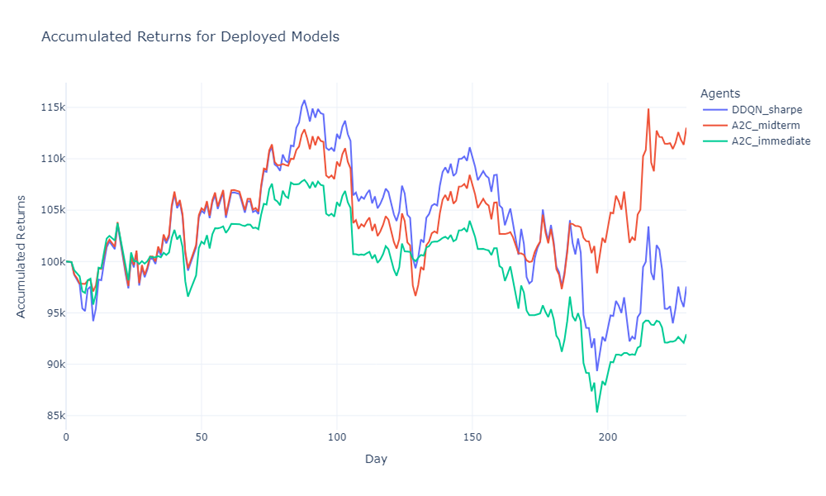 Accumulated Returns for Deployed Models
Accumulated Returns
115k
110k
105k
100k
95k
90k
85k
0
50
100
150
200
Day
Agents
DDQN_sharpe
A2C_midterm
A2C_immediate